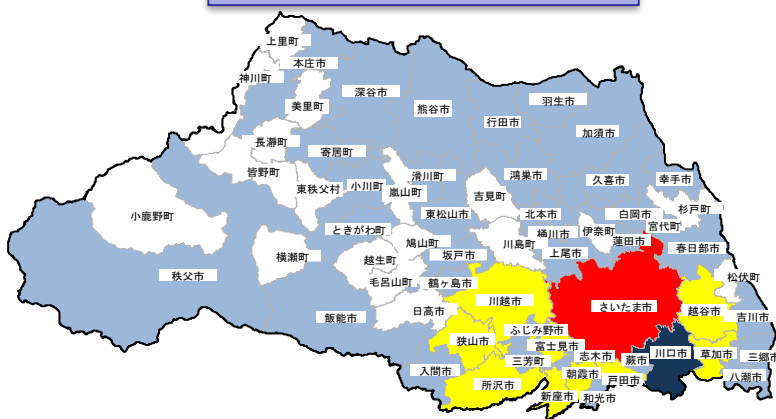 上里町
本庄市
神川町
深谷市
美里町
熊谷市
羽生市
行田市
加須市
長瀞町
寄居町
皆野町
東秩父村
小川町
嵐山町
滑川町
吉見町
鴻巣市
久喜市
幸手市
杉戸町
小鹿野町
東松山市
北本市
白岡市
宮代町
ときがわ町
桶川市
伊奈町
蓮田市
横瀬町
鳩山町
川島町
上尾市
春日部市
越生町
坂戸市
秩父市
毛呂山町
鶴ヶ島市
松伏町
日高市
川越市
さいたま市
越谷市
吉川市
飯能市
ふじみ野市
狭山市
富士見市
三芳町
志木市
蕨市
川口市
草加市
三郷市
入間市
所沢市
朝霞市
戸田市
八潮市
新座市
和光市